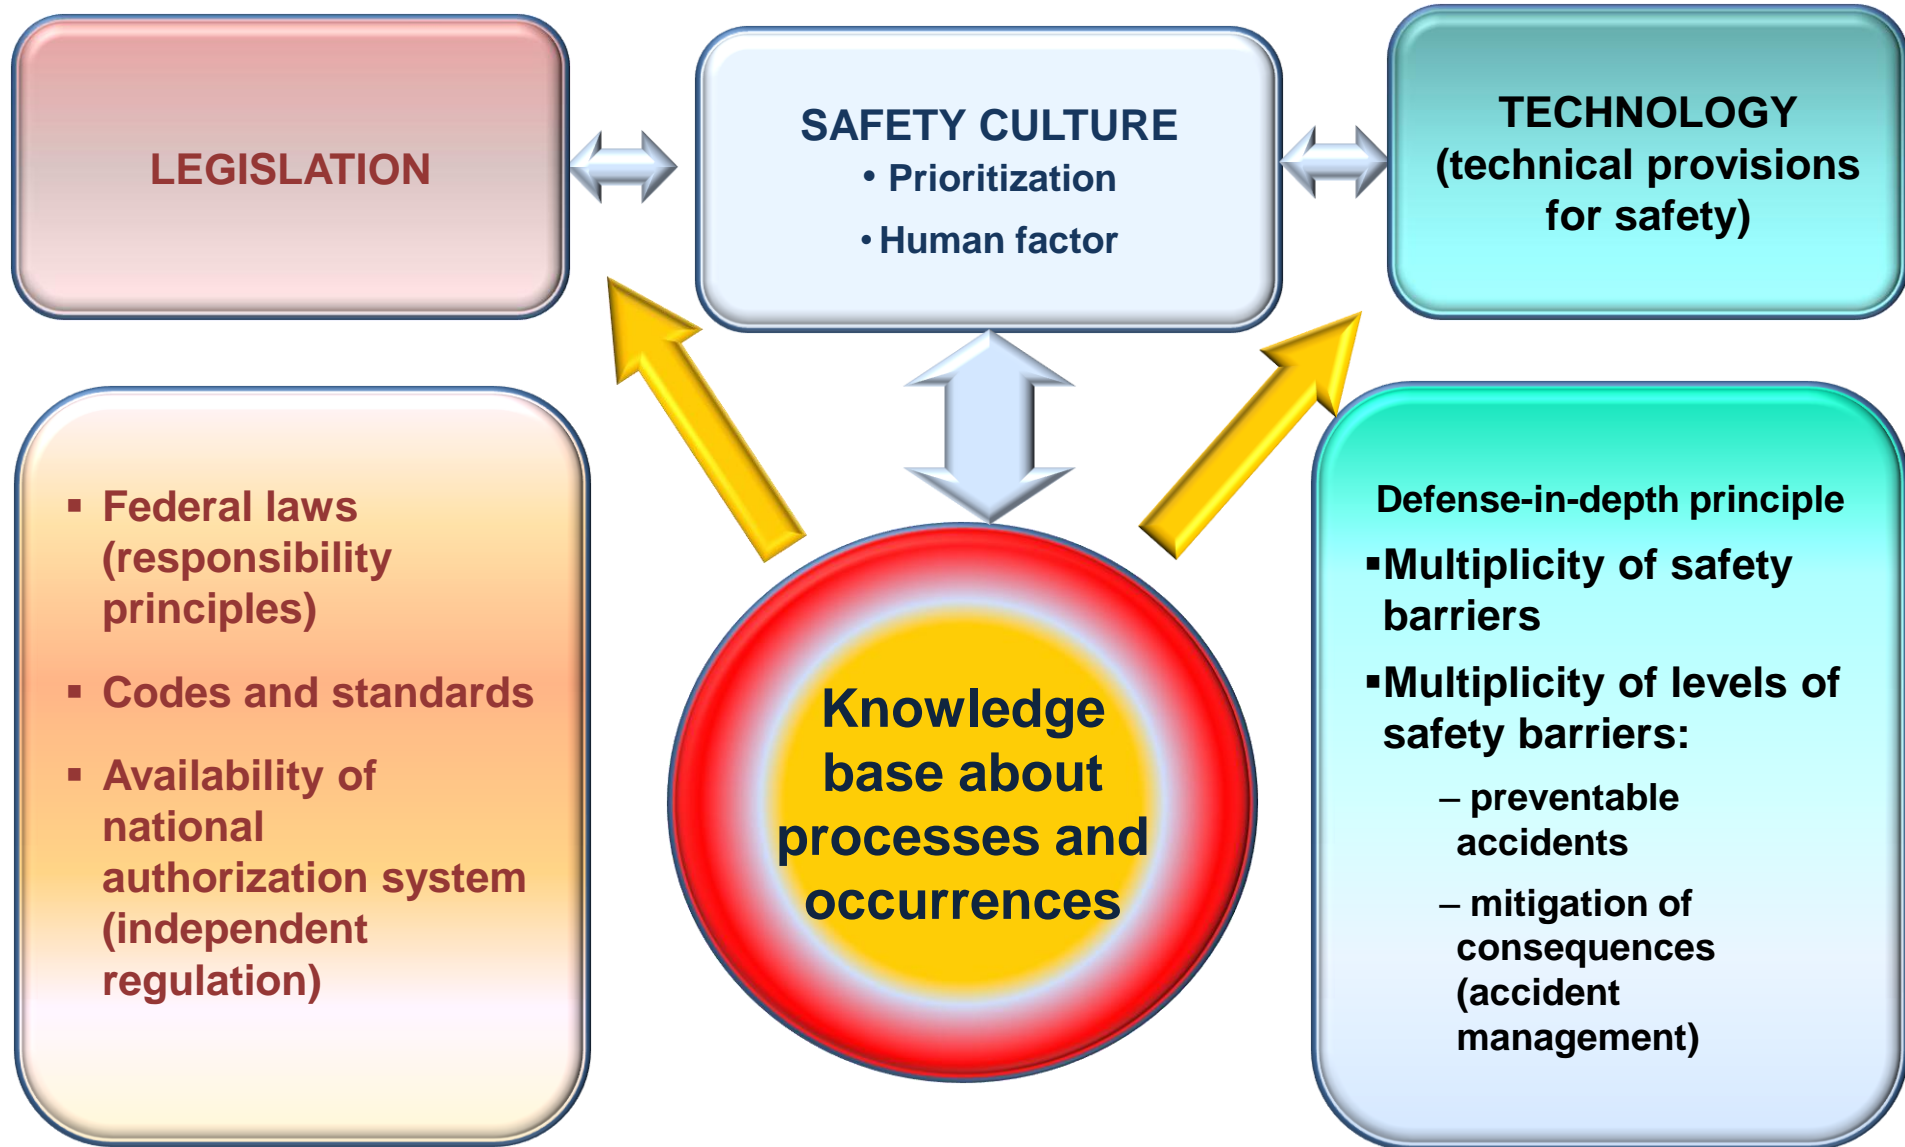 LEGISLATION
SAFETY CULTURE
• Prioritization
• Human factor
TECHNOLOGY
(technical provisions
for safety)
▪ Federal laws
(responsibility
principles)
▪ Codes and standards
▪ Availability of
national
authorization system
(independent
regulation)
Knowledge
base about
processes and
occurrences
Defense-in-depth principle
▪Multiplicity of safety
barriers
▪Multiplicity of levels of
safety barriers:
– preventable
accidents
– mitigation of
consequences
(accident
management)